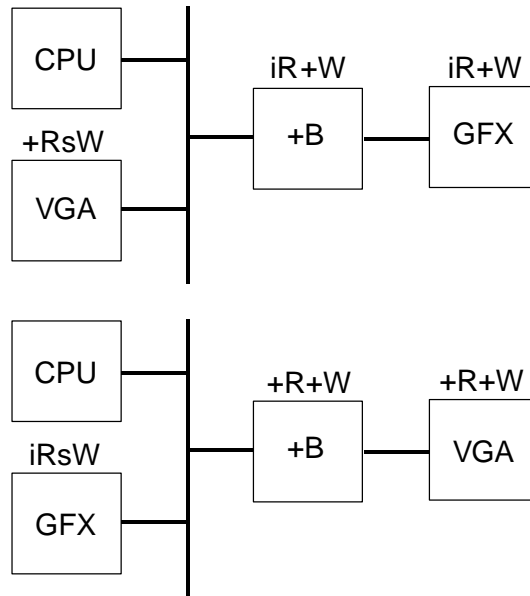 CPU
iR+W
iR+W
+B
GFX
+RsW
VGA
CPU
+R+W
+R+W
+B
VGA
iRsW
GFX